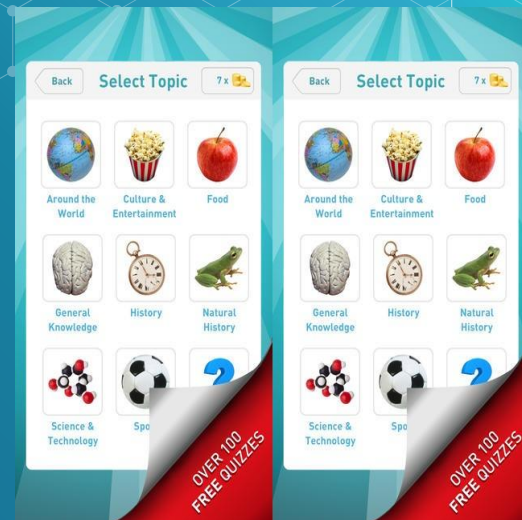 Back Select Topic 7 x
Around the
World
Culture &
Entertainment
Food
General
Knowledge
History
Natural
History
Science &
Technology
Spo
OVER 100
FREE QUIZZES
Back Select Topic 7 x
Around the
World
Culture &
Entertainment
Food
General
Knowledge
History
Natural
History
Science &
Technology
Spo
OVER 100
FREE QUIZZES